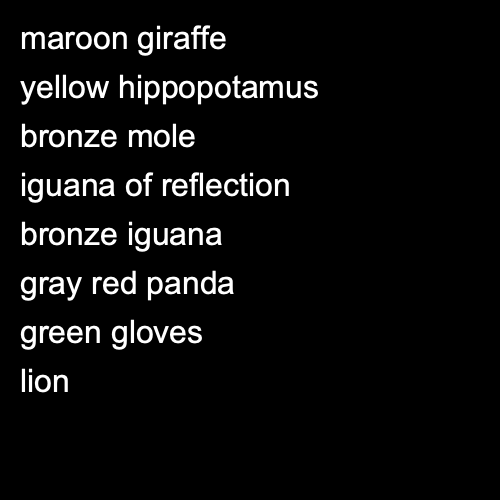 maroon giraffe
yellow hippopotamus
bronze mole
iguana of reflection
bronze iguana
gray red panda
green gloves
lion